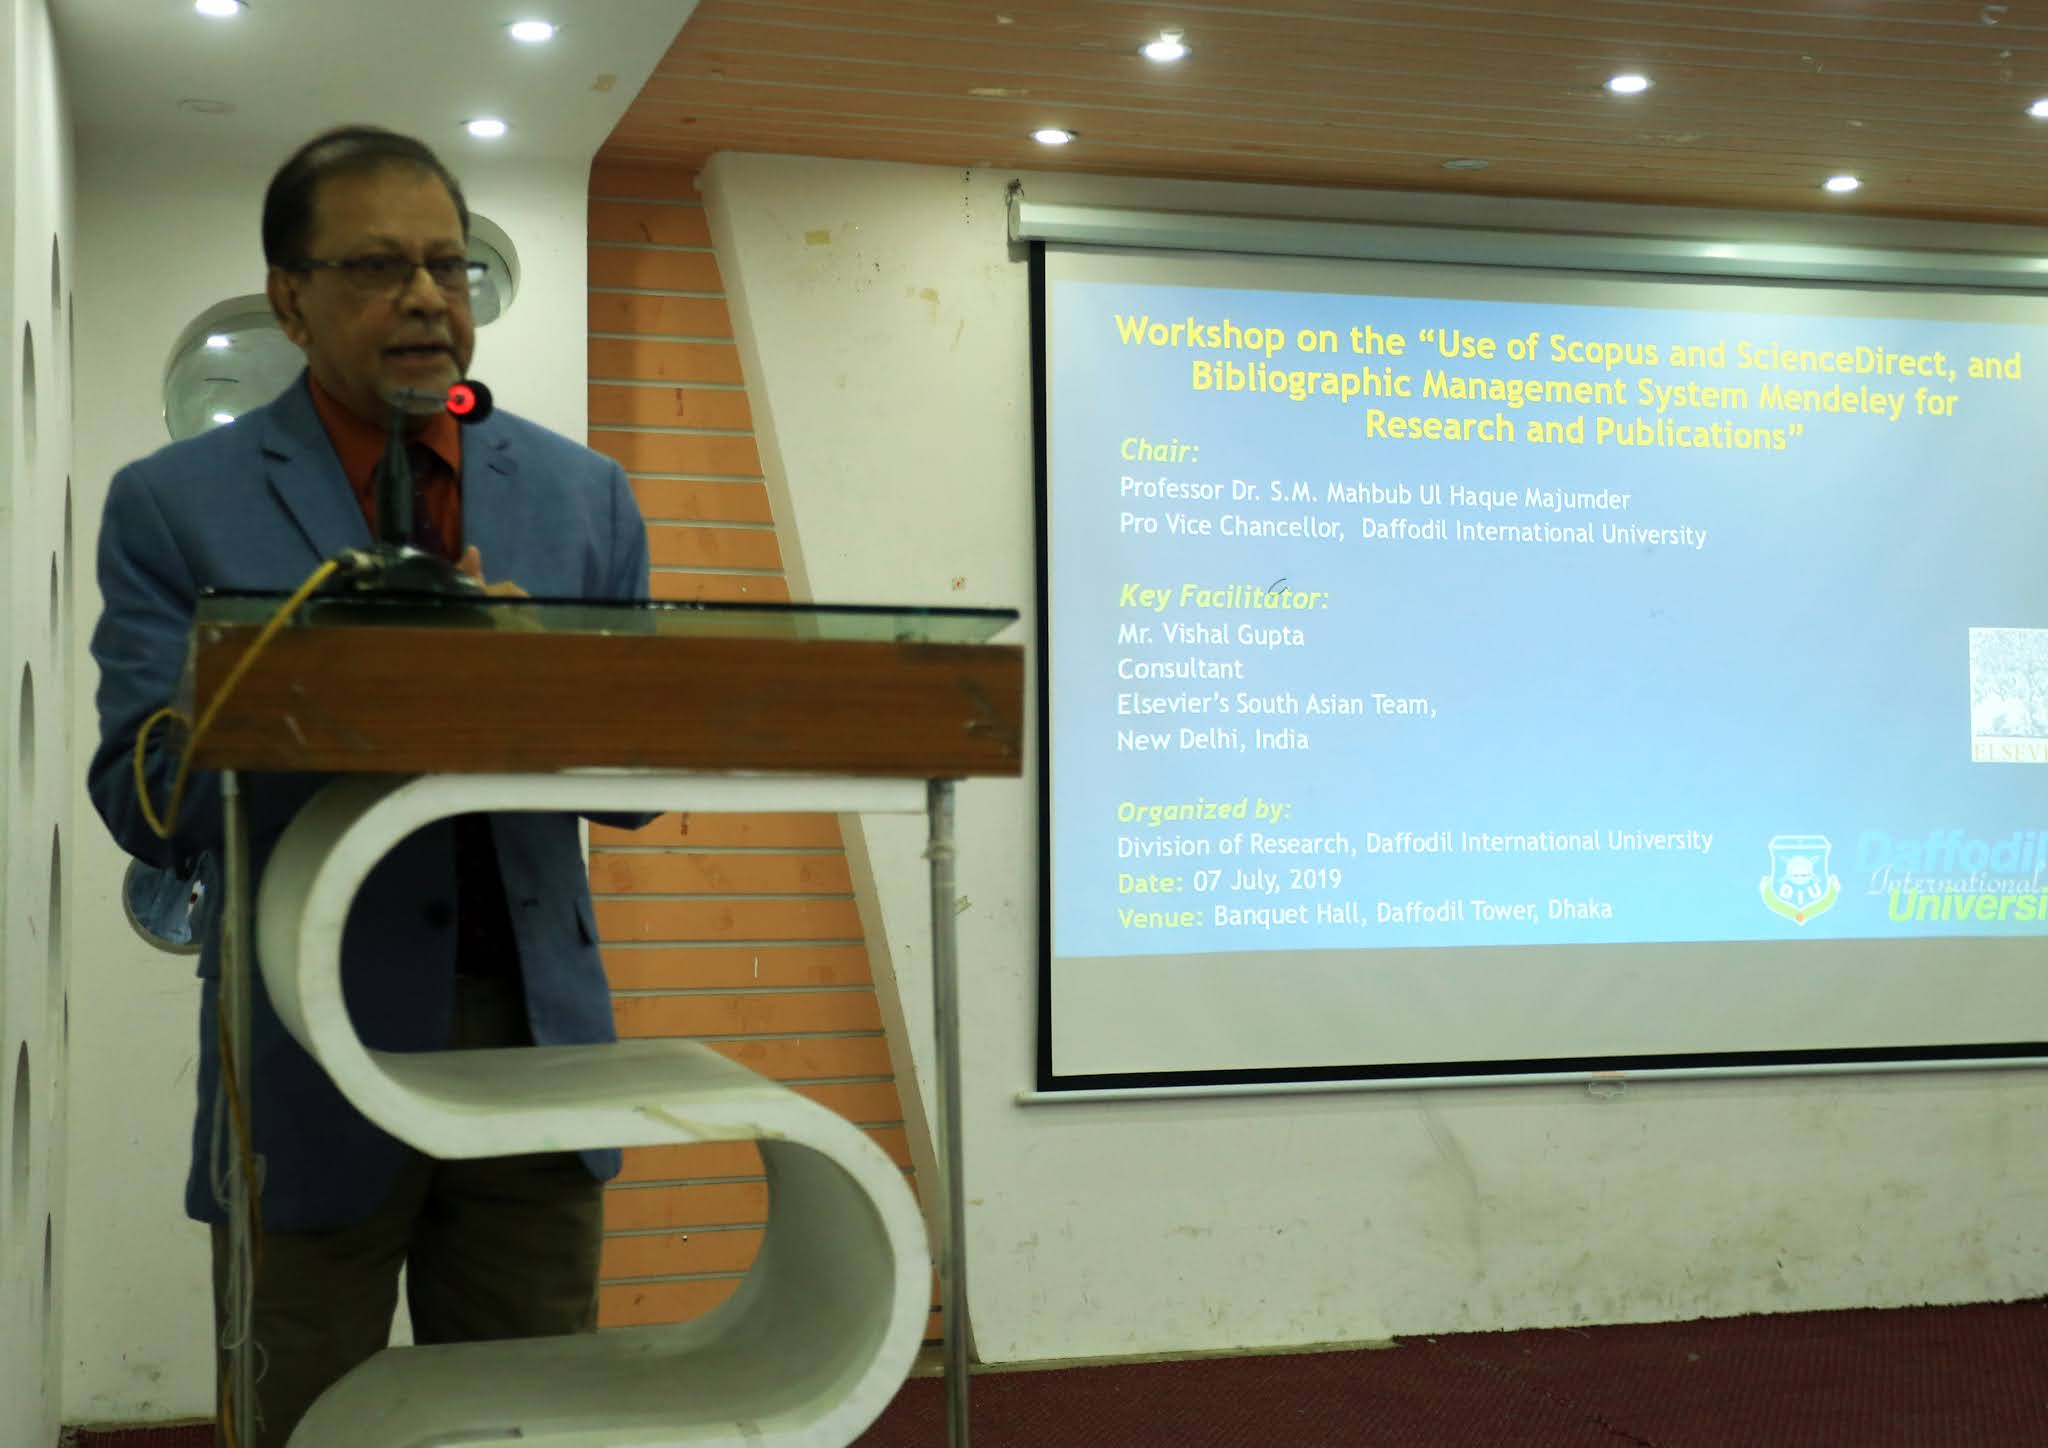 Workshop on the “Use of Scopus and ScienceDirect, and
Bibliographic Management System Mendeley for
Research and Publications”
Chair:
Professor Dr. S.M. Mahbub Ul Haque Majumder
Pro Vice Chancellor, Daffodil International University
Key Facilitator:
Mr. Vishal Gupta
Consultant
Elsevier’s South Asian Team,
New Delhi, India
ELSEVI
Organized by:
Division of Research, Daffodil International University
Date: 07 July, 2019
Venue: Banquet Hall, Daffodil Tower, Dhaka
DIU
Daffodil
International
Universi